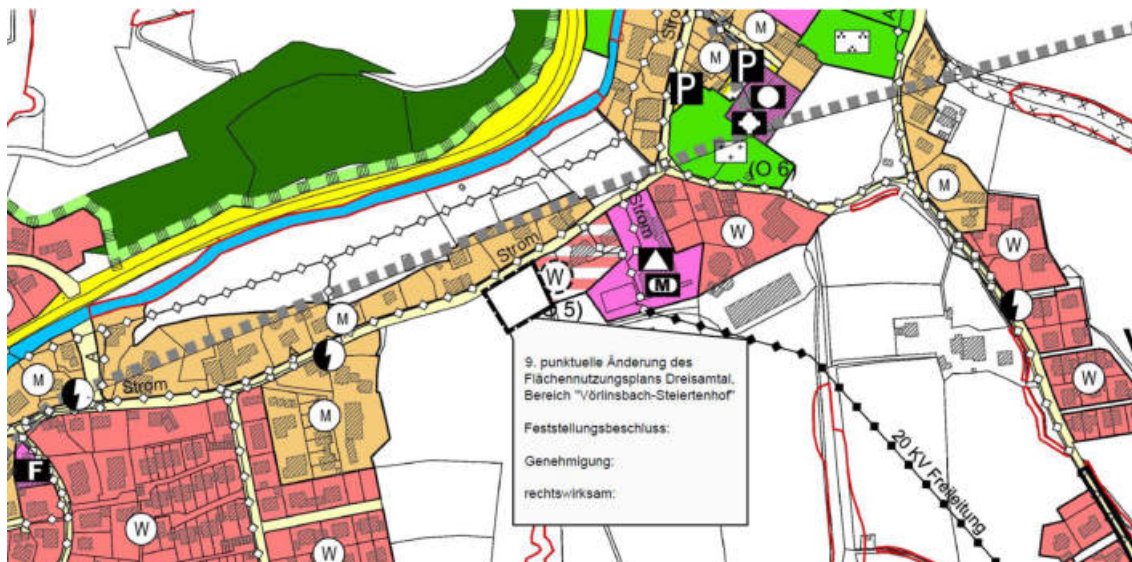 M
Strom
M
P
P
(O 6)
M
W
Strom
W
W
M
Strom
W
5)
M
A
Strom
M
M
W
F
W
W
9. punktuelle Änderung des
Flächennutzungsplans Dreisamtal,
Bereich "Vörlinsbach-Steiertenhof"
Feststellungsbeschluss:
Genehmigung:
rechtswirksam:
20 KV Freileitung